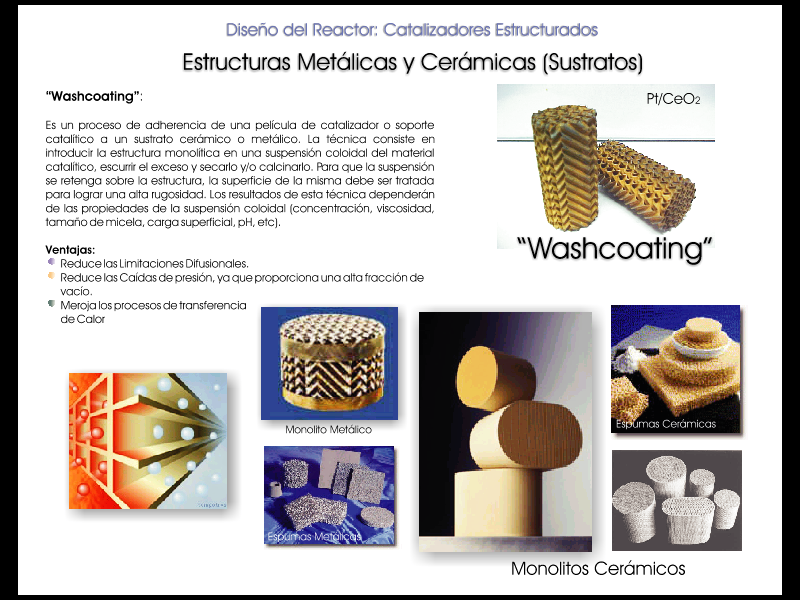 Diseño del Reactor: Catalizadores Estructurados
Estructuras Metálicas y Cerámicas (Sustratos)
“Washcoating”:
Es un proceso de adherencia de una película de catalizador o soporte
catalítico a un sustrato cerámico o metálico. La técnica consiste en
introducir la estructura monolítica en una suspensión coloidal del material
catalítico, escurrir el exceso y secarlo y/o calcinarlo. Para que la suspensión
se retenga sobre la estructura, la superficie de la misma debe ser tratada
para lograr una alta rugosidad. Los resultados de esta técnica dependerán
de las propiedades de la suspensión coloidal (concentración, viscosidad,
tamaño de micela, carga superficial, pH, etc).
Ventajas:
Reduce las Limitaciones Difusionales.
Reduce las Caídas de presión, ya que proporciona una alta fracción de
vacío.
Meroja los procesos de transferencia
de Calor
Pt/CeO2
“Washcoating”
Monolito Metálico
Espumas Metálicas
Espumas Cerámicas
Monolitos Cerámicos